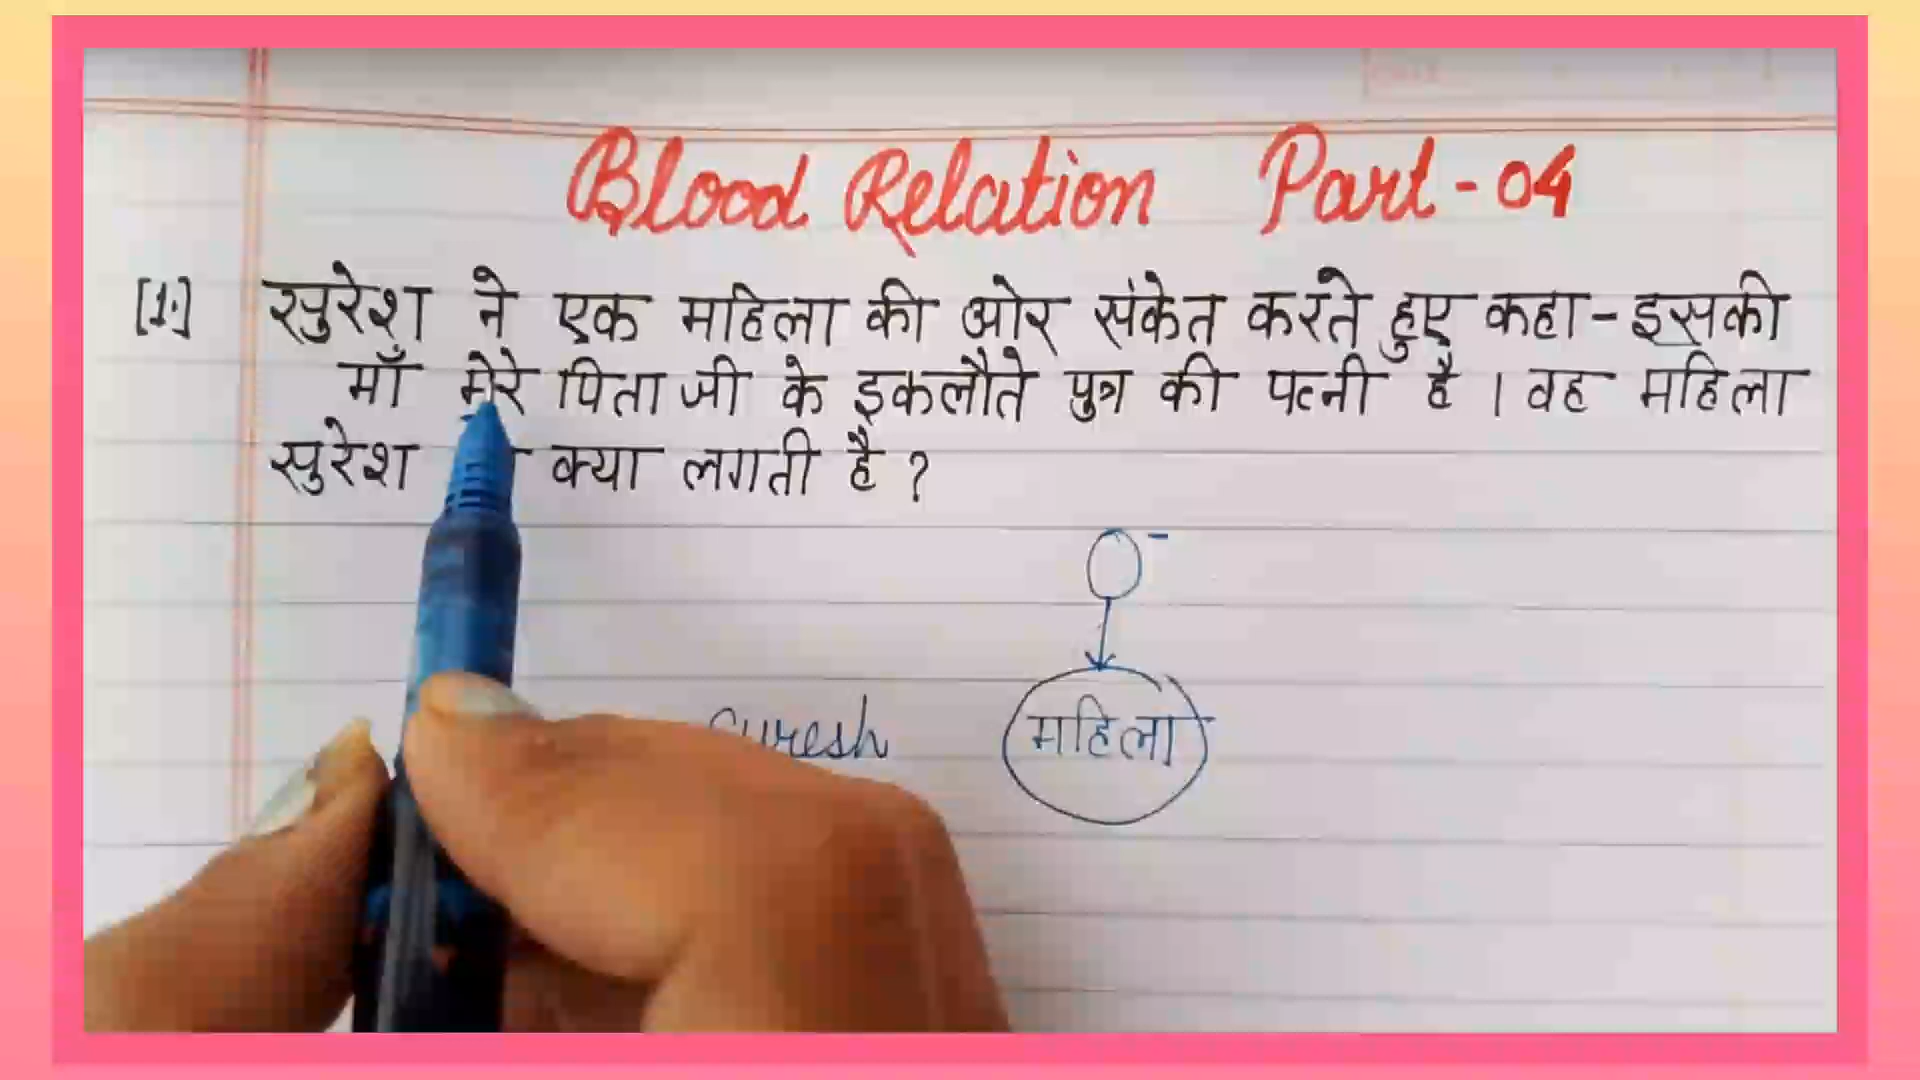 Blood Relation Part - 04
[1.] सुरेश ने एक महिला की ओर संकेत करते हुए कहा - इसकी
माँ मेरे पिता जी के इकलौते पुत्र की पत्नी है । वह महिला
सुरेश क्या लगती है ?
-
महिला